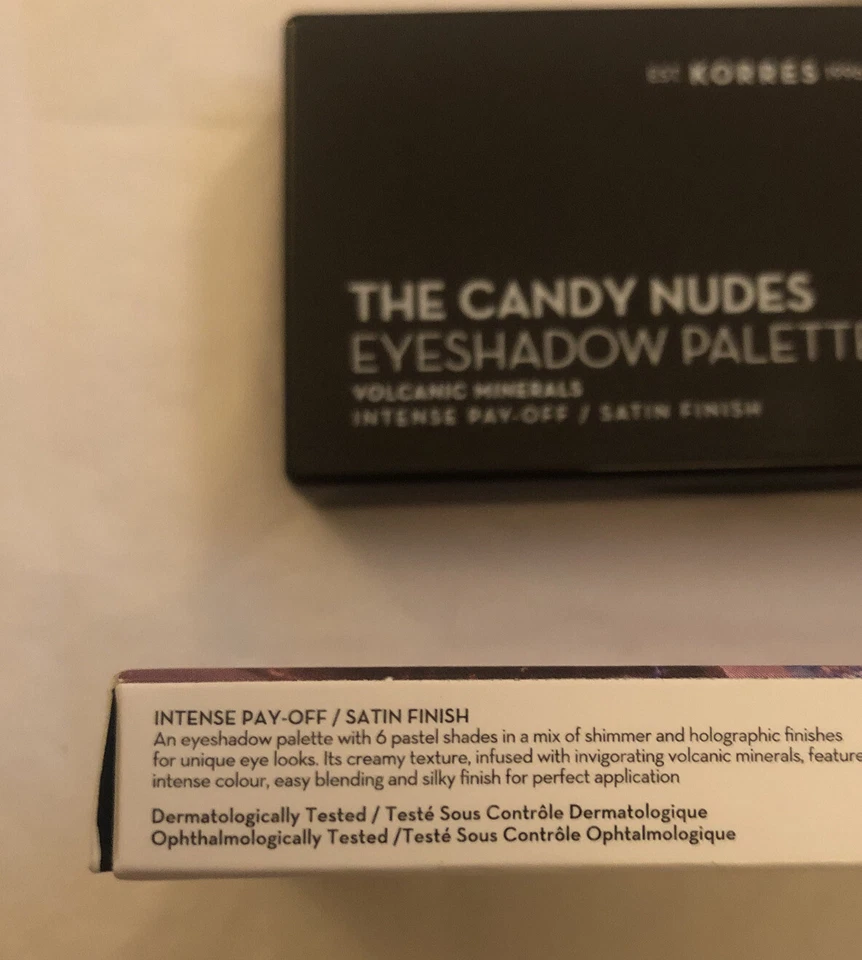 EST KORRES 1996
THE CANDY NUDES
EYESHADOW PALETTE
VOLCANIC MINERALS
INTENSE PAY-OFF / SATIN FINISH
INTENSE PAY-OFF / SATIN FINISH
An eyeshadow palette with 6 pastel shades in a mix of shimmer and holographic finishes
for unique eye looks. Its creamy texture, infused with invigorating volcanic minerals, feature
intense colour, easy blending and silky finish for perfect application
Dermatologically Tested / Testé Sous Contrôle Dermatologique
Ophthalmologically Tested /Testé Sous Contrôle Ophtalmologique